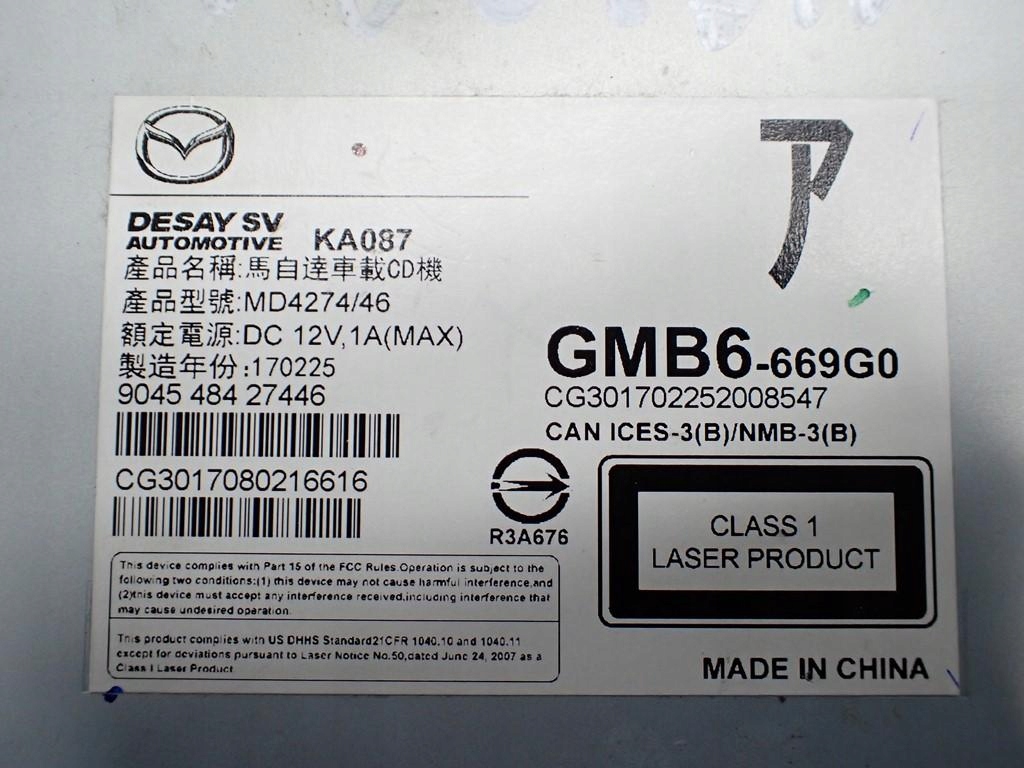 ア
DESAY SV
AUTOMOTIVE KA087
產品名稱:馬自達車載CD機
產品型號:MD4274/46
額定電源:DC 12V,1A(MAX)
製造年份:170225
9045 484 27446
CG3017080216616
GMB6-669G0
CG301702252008547
CAN ICES-3(B)/NMB-3(B)
R3A676
CLASS 1
LASER PRODUCT
This device complies with Part 15 of the FCC Rules.Operation is subject to the
following two conditions:(1) this device may not cause harmful interference,and
(2)this device must accept any interference received,including interference that
may cause undesired operation.
This product complies with US DHHS Standard21CFR 1040.10 and 1040.11
except for deviations pursuant to Laser Notice No.50,dated June 24, 2007 as a
Class I Laser Product.
MADE IN CHINA